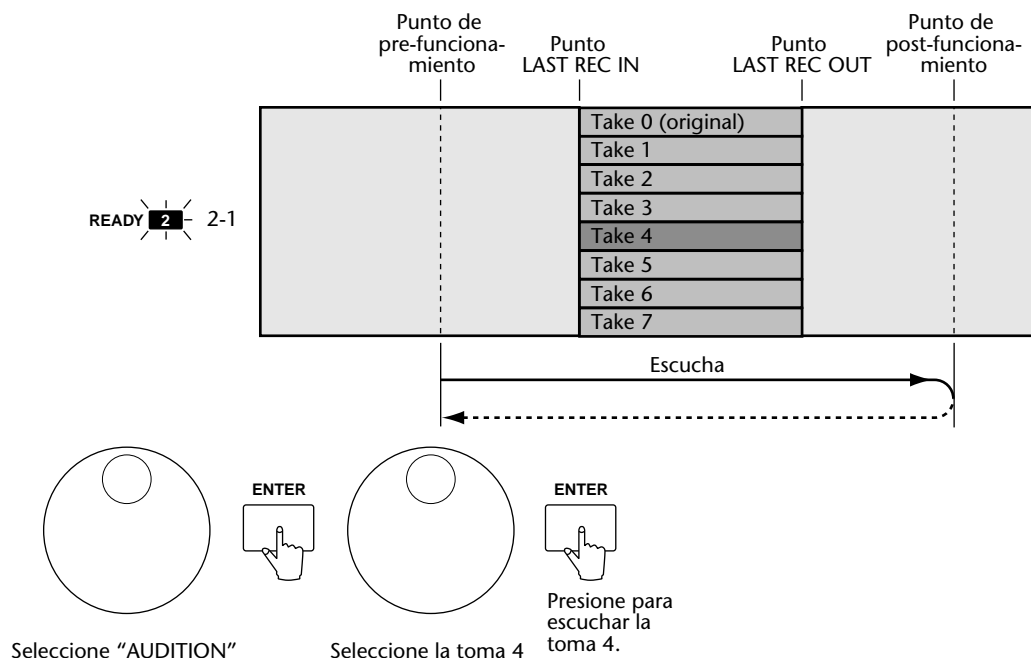 Punto de
pre-funciona-
miento
Punto
LAST REC IN
Punto
LAST REC OUT
Punto de
post-funciona-
miento
Take 0 (original)
Take 1
Take 2
Take 3
Take 4
Take 5
Take 6
Take 7
READY 2 2-1
Escucha
ENTER
ENTER
Seleccione “AUDITION”
Seleccione la toma 4
Presione para
escuchar la
toma 4.